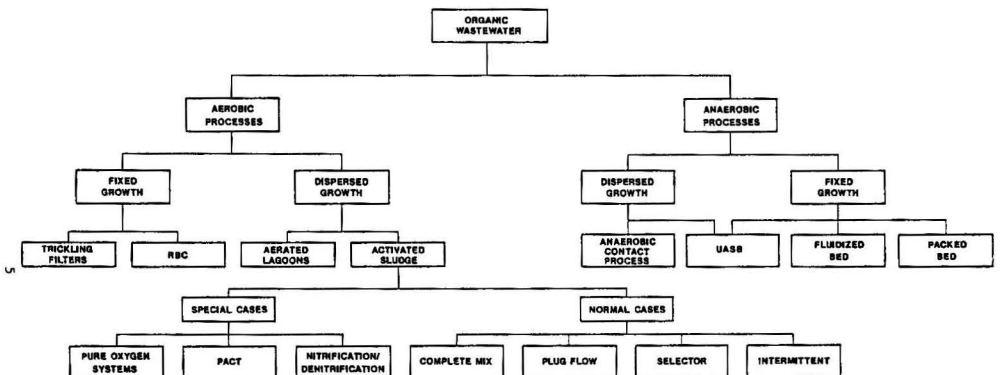 ORGANIC
WASTEWATER
AEROBIC
PROCESSES
ANAEROBIC
PROCESSES
FIXED
GROWTH
DISPERSED
GROWTH
DISPERSED
GROWTH
FIXED
GROWTH
TRICKLING
FILTERS
RBC
AERATED
LAGOONS
ACTIVATED
SLUDGE
ANAEROBIC
CONTACT
PROCESS
UASB
FLUIDIZED
BED
PACKED
BED
5
SPECIAL CASES
NORMAL CASES
PURE OXYGEN
SYSTEMS
PACT
NITRIFICATION/
DENITRIFICATION
COMPLETE MIX
PLUG FLOW
SELECTOR
INTERMITTENT